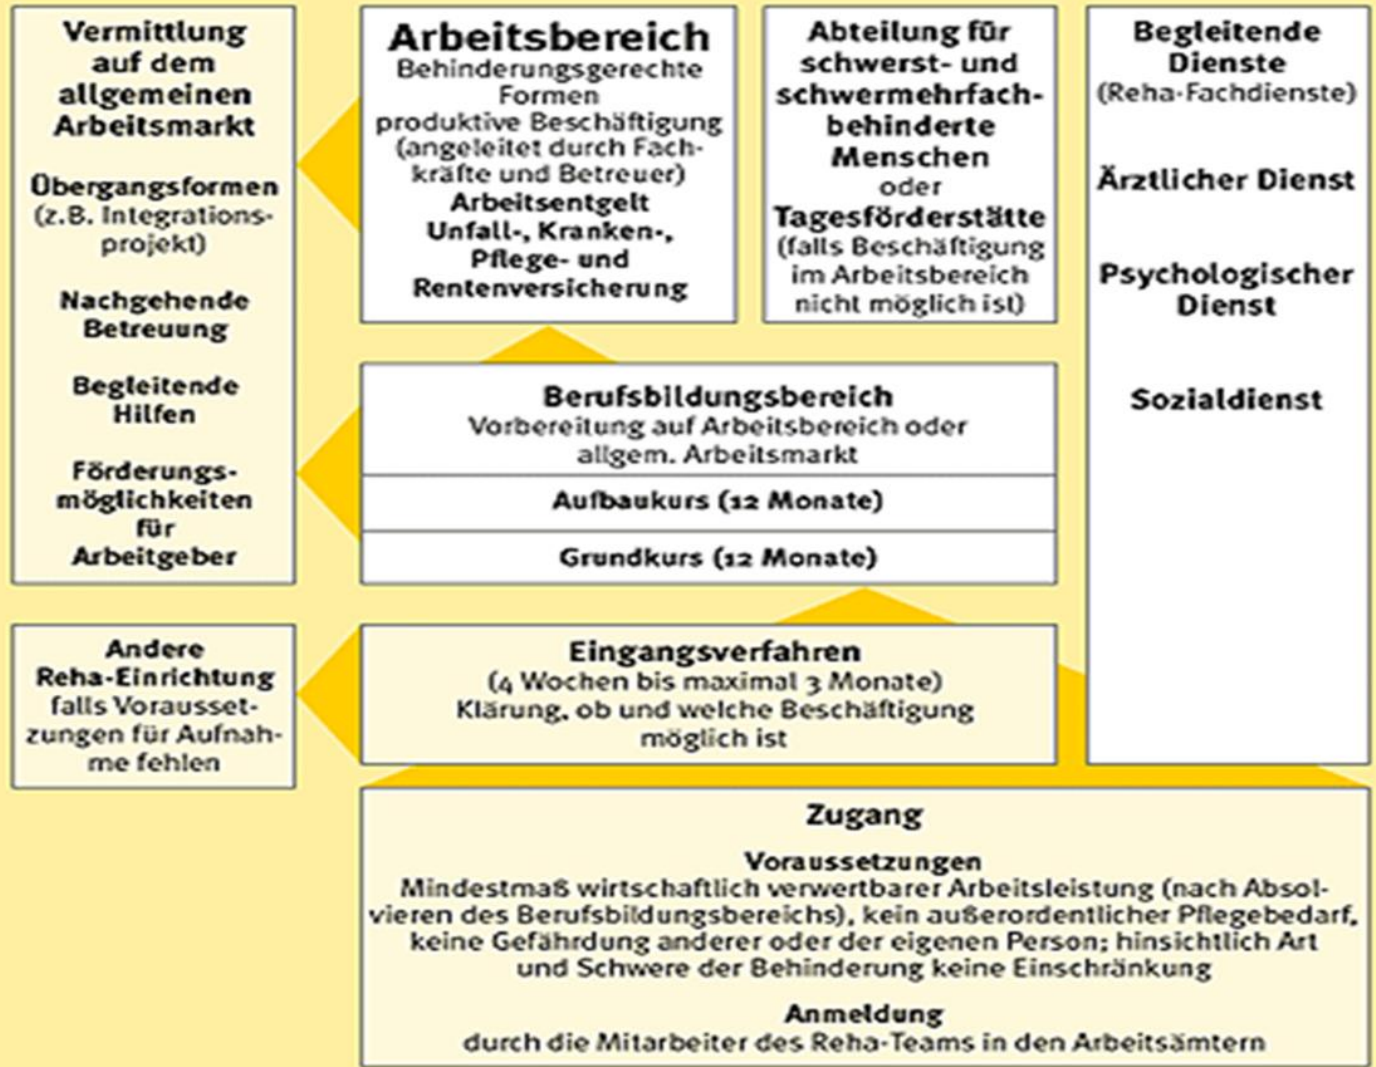 Vermittlung
auf dem
allgemeinen
Arbeitsmarkt
Übergangsformen
(z.B. Integrations-
projekt)
Nachgehende
Betreuung
Begleitende
Hilfen
Förderungs-
möglichkeiten
für
Arbeitgeber
Arbeitsbereich
Behinderungsgerechte
Formen
produktive Beschäftigung
(angeleitet durch Fach-
kräfte und Betreuer)
Arbeitsentgelt
Unfall-, Kranken-,
Pflege- und
Rentenversicherung
Abteilung für
schwerst- und
schwermehrfach-
behinderte
Menschen
oder
Tagesförderstätte
(falls Beschäftigung
im Arbeitsbereich
nicht möglich ist)
Begleitende
Dienste
(Reha-Fachdienste)
Ärztlicher Dienst
Psychologischer
Dienst
Sozialdienst
Berufsbildungsbereich
Vorbereitung auf Arbeitsbereich oder
allgem. Arbeitsmarkt
Aufbaukurs (12 Monate)
Grundkurs (12 Monate)
Andere
Reha-Einrichtung
falls Vorausset-
zungen für Aufnah-
me fehlen
Eingangsverfahren
(4 Wochen bis maximal 3 Monate)
Klärung, ob und welche Beschäftigung
möglich ist
Zugang
Voraussetzungen
Mindestmaß wirtschaftlich verwertbarer Arbeitsleistung (nach Absol-
vieren des Berufsbildungsbereichs), kein außerordentlicher Pflegebedarf,
keine Gefährdung anderer oder der eigenen Person; hinsichtlich Art
und Schwere der Behinderung keine Einschränkung
Anmeldung
durch die Mitarbeiter des Reha-Teams in den Arbeitsämtern